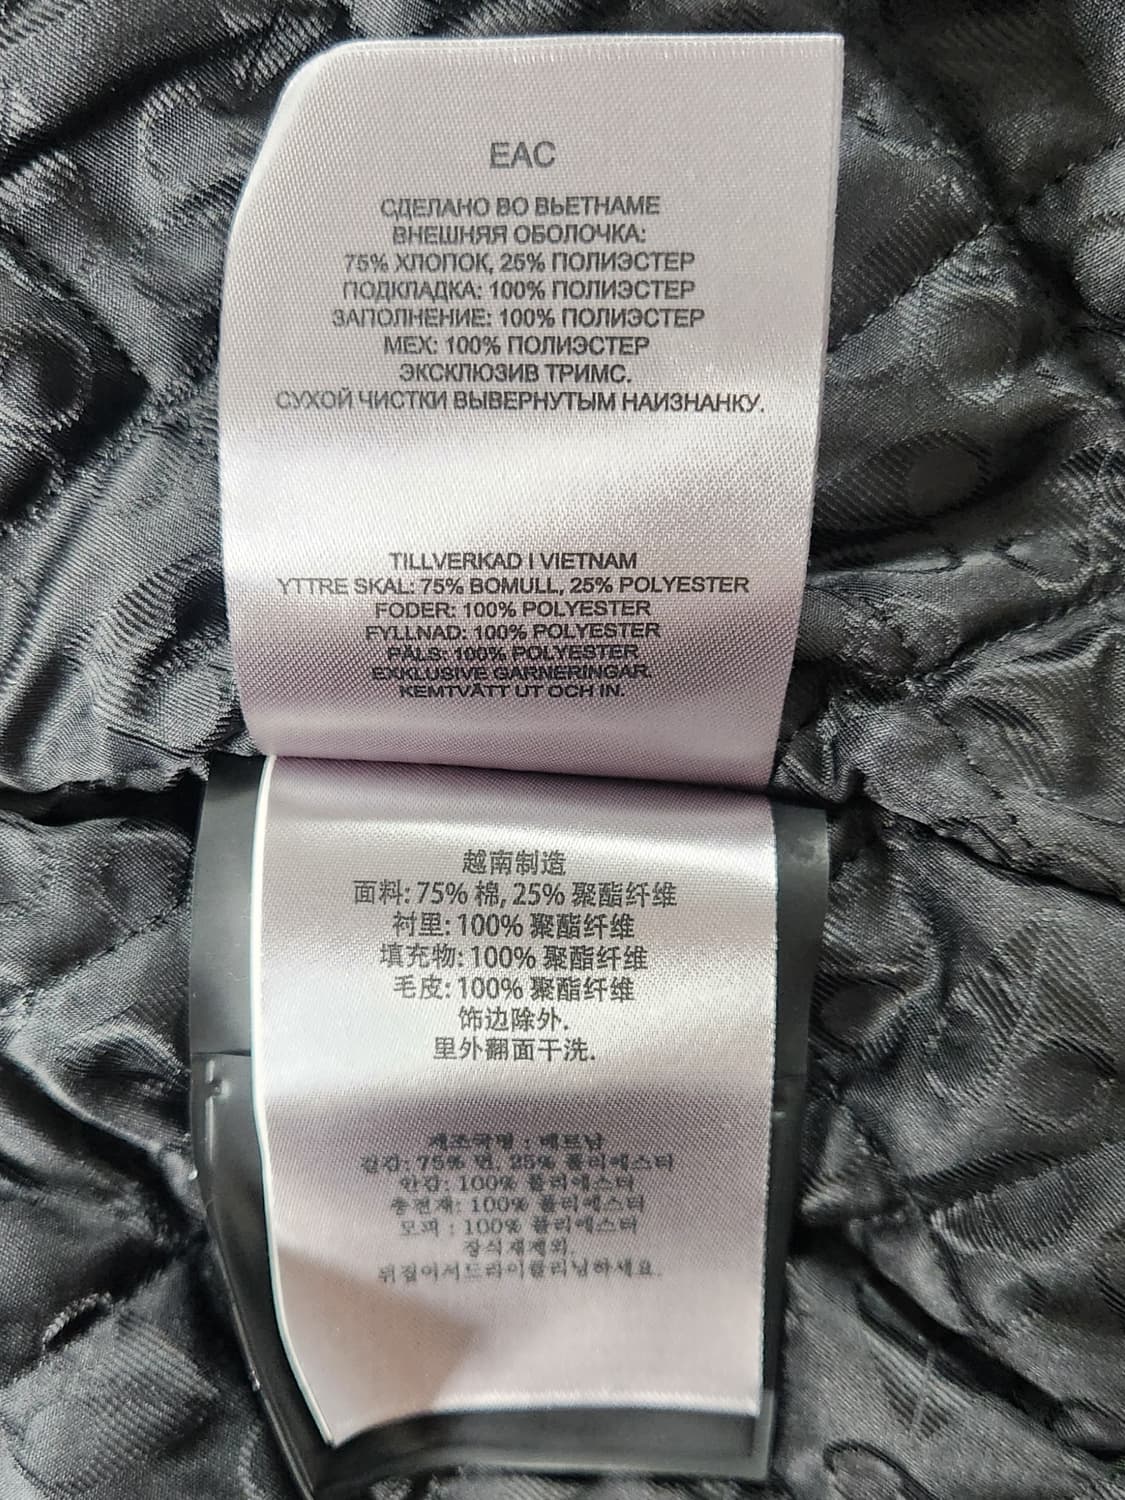 EAC
СДЕЛАНО ВО ВЬЕТНАМЕ
ВНЕШНЯЯ ОБОЛОЧКА:
75% ХЛОПОК, 25% ПОЛИЭСТЕР
ПОДКЛАДКА: 100% ПОЛИЭСТЕР
ЗАПОЛНЕНИЕ: 100% ПОЛИЭСТЕР
МЕХ: 100% ПОЛИЭСТЕР
ЭКСКЛЮЗИВ ТРИМС.
СУХОЙ ЧИСТКИ ВЫВЕРНУТЫМ НАИЗНАНКУ.
TILLVERKAD I VIETNAM
YTTRE SKAL: 75% BOMULL, 25% POLYESTER
FODER: 100% POLYESTER
FYLLNAD: 100% POLYESTER
PÄLS: 100% POLYESTER
EXKLUSIVE GARNERINGAR.
KEMTVÄTT UT OCH IN.
越南制造
面料: 75% 棉, 25% 聚酯纤维
衬里: 100% 聚酯纤维
填充物: 100% 聚酯纤维
毛皮: 100% 聚酯纤维
饰边除外.
里外翻面干洗.
제조국명 : 베트남
겉감: 75% 면, 25% 폴리에스터
안감: 100% 폴리에스터
충전재: 100% 폴리에스터
모피 : 100% 폴리에스터
장식재제외.
뒤집어서드라이클리닝하세요.